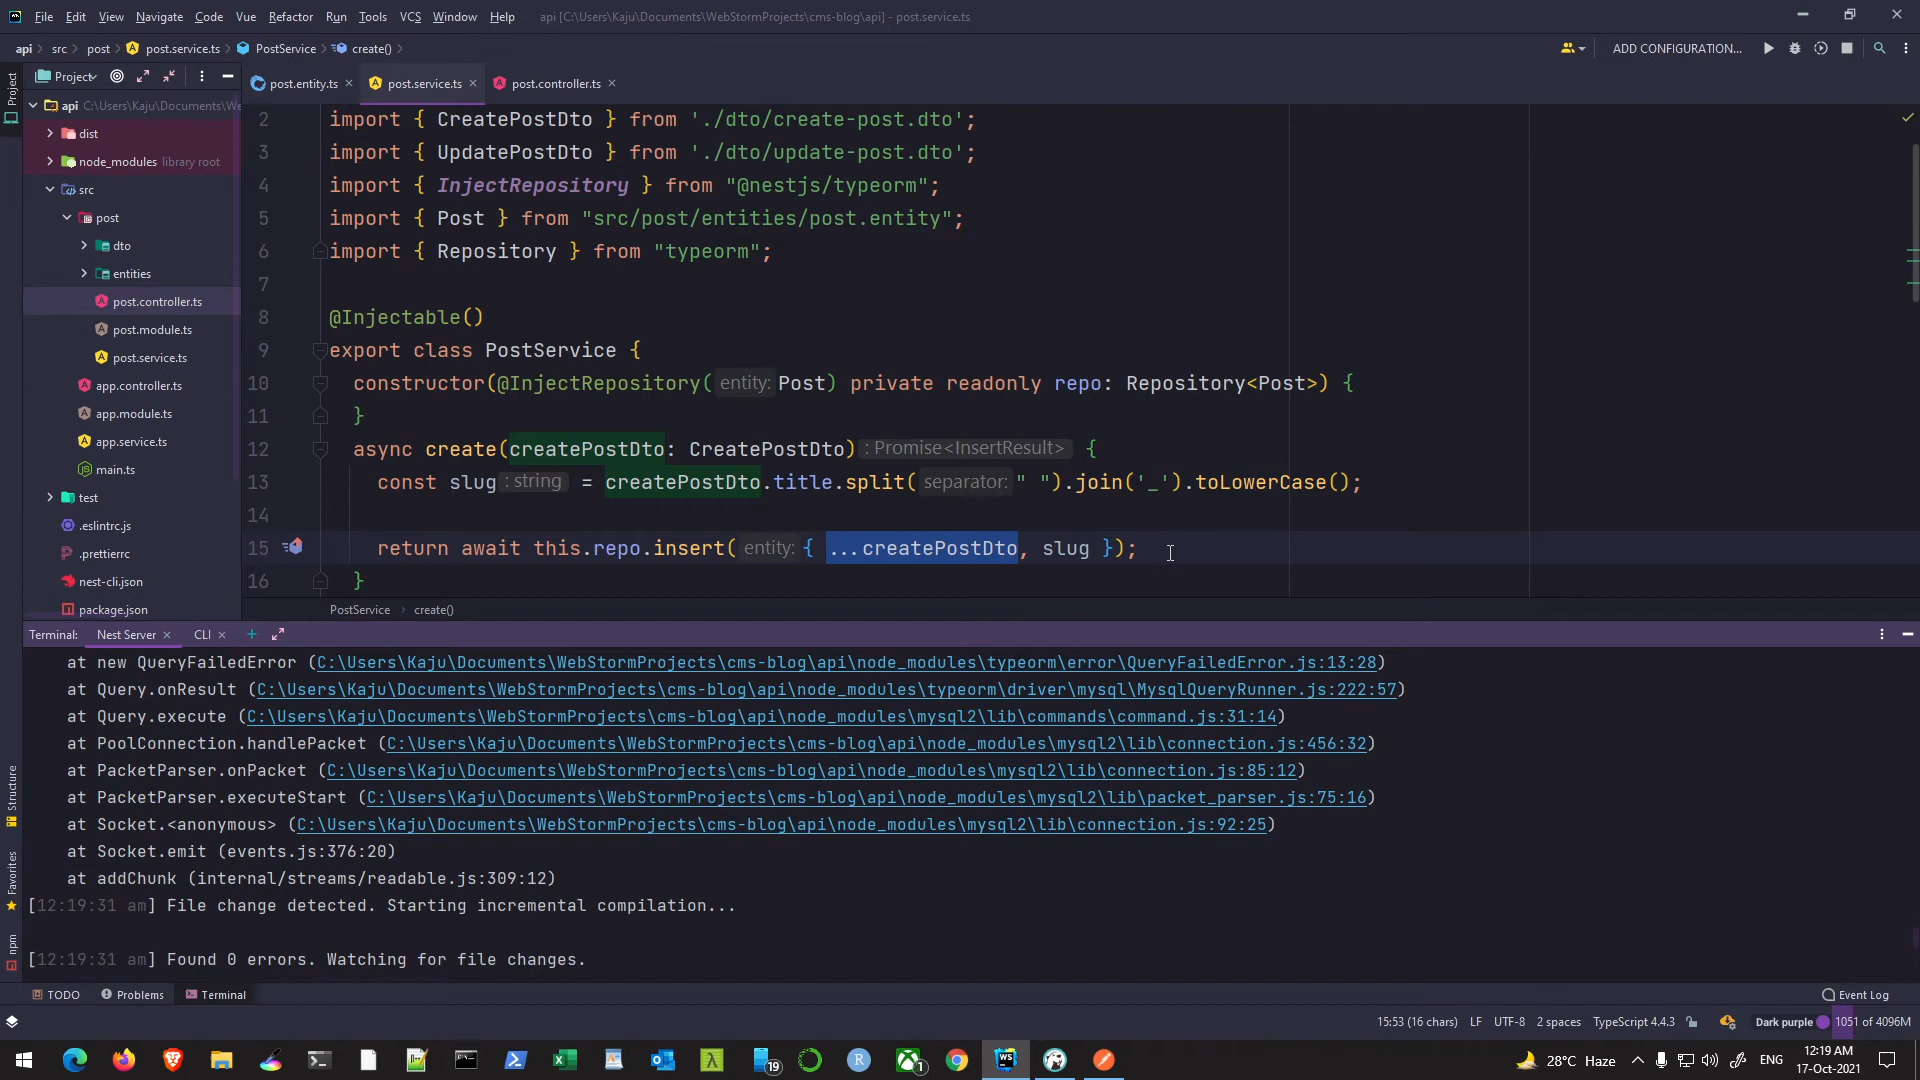 File Edit View Navigate Code Vue Refactor Run Tools VCS Window Help api [C:\Users\Kaju\Documents\WebStormProjects\cms-blog\api] - post.service.ts
api src post post.service.ts PostService create() ADD CONFIGURATION...
Project
post.entity.ts post.service.ts post.controller.ts
api C:\Users\Kaju\Documents\We
dist
node_modules library root
src
post
dto
entities
post.controller.ts
post.module.ts
post.service.ts
app.controller.ts
app.module.ts
app.service.ts
main.ts
test
.eslintrc.js
.prettierrc
nest-cli.json
package.json
2 import { CreatePostDto } from './dto/create-post.dto';
3 import { UpdatePostDto } from './dto/update-post.dto';
4 import { InjectRepository } from "@nestjs/typeorm";
5 import { Post } from "src/post/entities/post.entity";
6 import { Repository } from "typeorm";
7
8 @Injectable()
9 export class PostService {
10 constructor(@InjectRepository( entity: Post) private readonly repo: Repository<Post>) {
11 }
12 async create(createPostDto: CreatePostDto) : Promise<InsertResult> {
13 const slug : string = createPostDto.title.split( separator: " ").join('_').toLowerCase();
14
15 return await this.repo.insert( entity: { ...createPostDto, slug });
16 }
PostService create()
Terminal: Nest Server CLI
at new QueryFailedError (C:\Users\Kaju\Documents\WebStormProjects\cms-blog\api\node_modules\typeorm\error\QueryFailedError.js:13:28)
at Query.onResult (C:\Users\Kaju\Documents\WebStormProjects\cms-blog\api\node_modules\typeorm\driver\mysql\MysqlQueryRunner.js:222:57)
at Query.execute (C:\Users\Kaju\Documents\WebStormProjects\cms-blog\api\node_modules\mysql2\lib\commands\command.js:31:14)
at PoolConnection.handlePacket (C:\Users\Kaju\Documents\WebStormProjects\cms-blog\api\node_modules\mysql2\lib\connection.js:456:32)
at PacketParser.onPacket (C:\Users\Kaju\Documents\WebStormProjects\cms-blog\api\node_modules\mysql2\lib\connection.js:85:12)
at PacketParser.executeStart (C:\Users\Kaju\Documents\WebStormProjects\cms-blog\api\node_modules\mysql2\lib\packet_parser.js:75:16)
at Socket.<anonymous> (C:\Users\Kaju\Documents\WebStormProjects\cms-blog\api\node_modules\mysql2\lib\connection.js:92:25)
at Socket.emit (events.js:376:20)
at addChunk (internal/streams/readable.js:309:12)
[12:19:31 am] File change detected. Starting incremental compilation...
[12:19:31 am] Found 0 errors. Watching for file changes.
Project
Structure
Favorites
npm
TODO Problems Terminal Event Log
15:53 (16 chars) LF UTF-8 2 spaces TypeScript 4.4.3 Dark purple 1051 of 4096M
WS
19
R
1
28°C Haze ENG 12:19 AM
17-Oct-2021